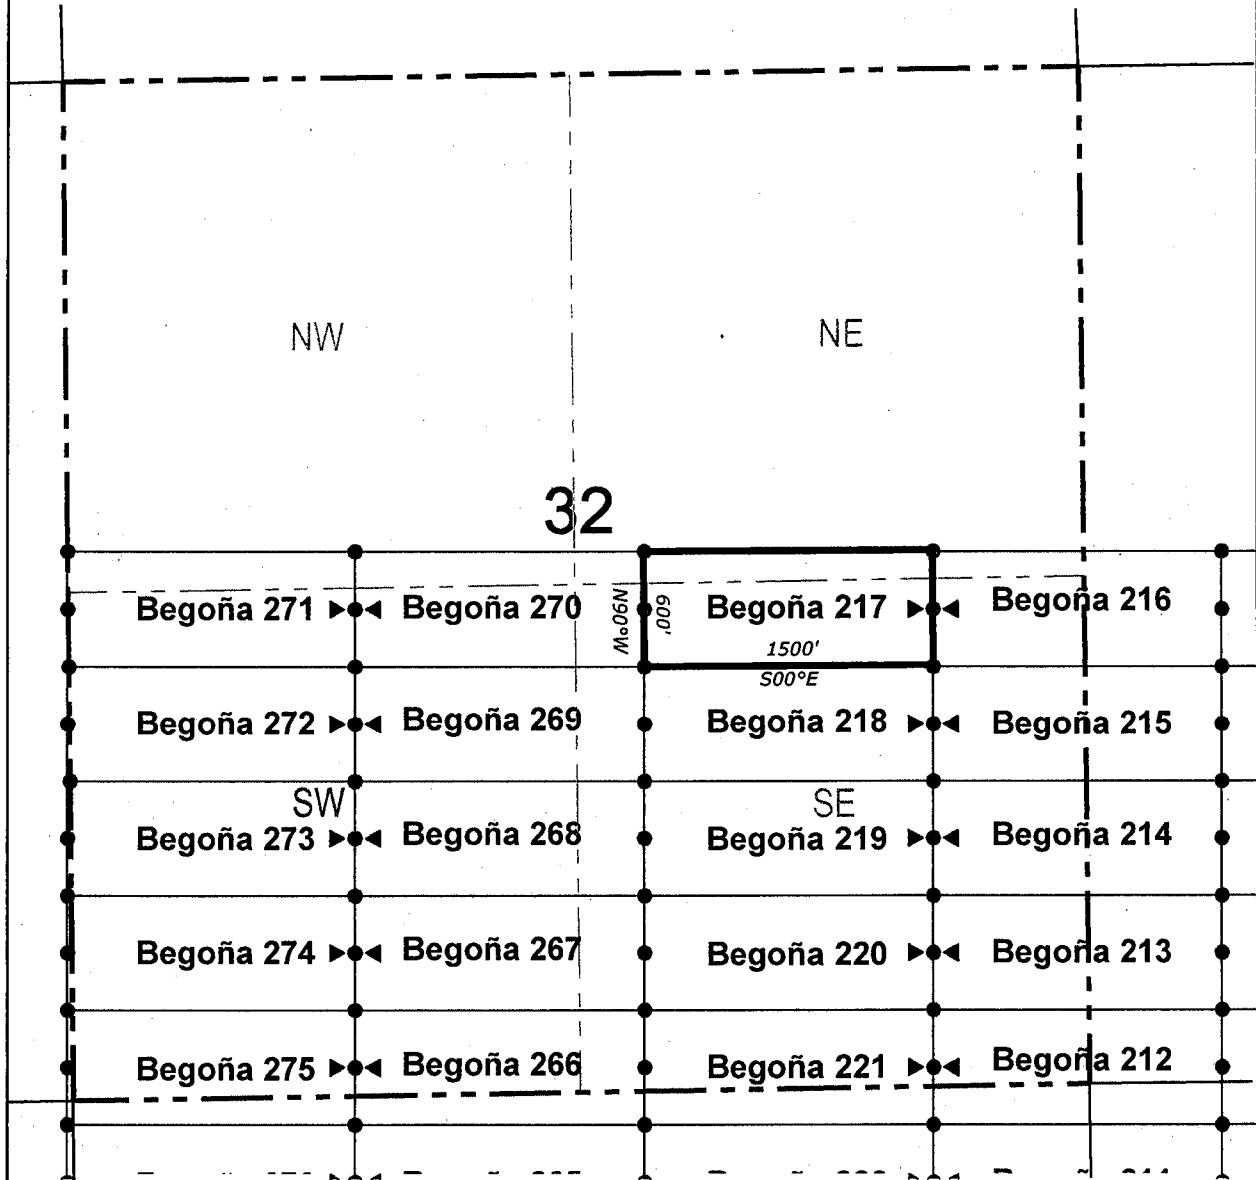 NW NE
32
Begoña 271 Begoña 270 N90°W 600' Begoña 217 Begoña 216
1500'
S00°E
Begoña 272 Begoña 269 Begoña 218 Begoña 215
SW SE
Begoña 273 Begoña 268 Begoña 219 Begoña 214
Begoña 274 Begoña 267 Begoña 220 Begoña 213
Begoña 275 Begoña 266 Begoña 221 Begoña 212